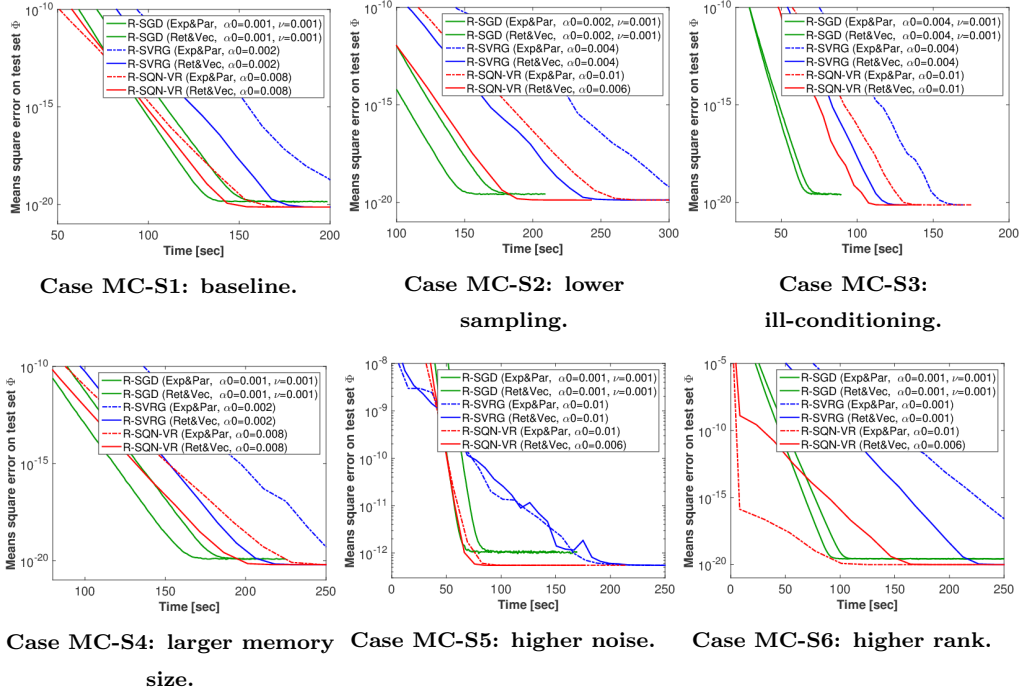 Means square error on test set Φ
10^-10
10^-15
10^-20
R-SGD (Exp&Par, α0=0.001, ν=0.001)
R-SGD (Ret&Vec, α0=0.001, ν=0.001)
R-SVRG (Exp&Par, α0=0.002)
R-SVRG (Ret&Vec, α0=0.002)
R-SQN-VR (Exp&Par, α0=0.008)
R-SQN-VR (Ret&Vec, α0=0.008)
50 100 150 200
Time [sec]
Case MC-S1: baseline.
Means square error on test set Φ
10^-10
10^-15
10^-20
R-SGD (Exp&Par, α0=0.002, ν=0.001)
R-SGD (Ret&Vec, α0=0.002, ν=0.001)
R-SVRG (Exp&Par, α0=0.004)
R-SVRG (Ret&Vec, α0=0.004)
R-SQN-VR (Exp&Par, α0=0.01)
R-SQN-VR (Ret&Vec, α0=0.006)
100 150 200 250 300
Time [sec]
Case MC-S2: lower
sampling.
Means square error on test set Φ
10^-10
10^-15
10^-20
R-SGD (Exp&Par, α0=0.004, ν=0.001)
R-SGD (Ret&Vec, α0=0.004, ν=0.001)
R-SVRG (Exp&Par, α0=0.004)
R-SVRG (Ret&Vec, α0=0.004)
R-SQN-VR (Exp&Par, α0=0.01)
R-SQN-VR (Ret&Vec, α0=0.01)
0 50 100 150 200
Time [sec]
Case MC-S3:
ill-conditioning.
Means square error on test set Φ
10^-10
10^-15
10^-20
R-SGD (Exp&Par, α0=0.001, ν=0.001)
R-SGD (Ret&Vec, α0=0.001, ν=0.001)
R-SVRG (Exp&Par, α0=0.002)
R-SVRG (Ret&Vec, α0=0.002)
R-SQN-VR (Exp&Par, α0=0.008)
R-SQN-VR (Ret&Vec, α0=0.008)
100 150 200 250
Time [sec]
Case MC-S4: larger memory
size.
Means square error on test set Φ
10^-8
10^-9
10^-10
10^-11
10^-12
R-SGD (Exp&Par, α0=0.001, ν=0.001)
R-SGD (Ret&Vec, α0=0.001, ν=0.001)
R-SVRG (Exp&Par, α0=0.01)
R-SVRG (Ret&Vec, α0=0.01)
R-SQN-VR (Exp&Par, α0=0.01)
R-SQN-VR (Ret&Vec, α0=0.006)
0 50 100 150 200 250
Time [sec]
Case MC-S5: higher noise.
Means square error on test set Φ
10^-5
10^-10
10^-15
10^-20
R-SGD (Exp&Par, α0=0.001, ν=0.001)
R-SGD (Ret&Vec, α0=0.001, ν=0.001)
R-SVRG (Exp&Par, α0=0.001)
R-SVRG (Ret&Vec, α0=0.001)
R-SQN-VR (Exp&Par, α0=0.01)
R-SQN-VR (Ret&Vec, α0=0.006)
0 50 100 150 200 250
Time [sec]
Case MC-S6: higher rank.